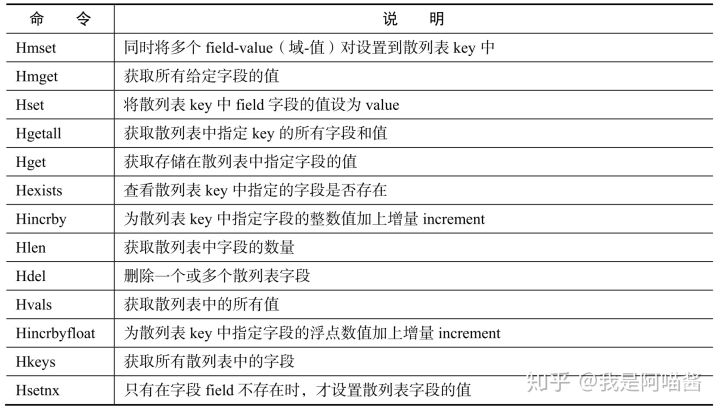 命 令 说 明
Hmset 同时将多个 field-value（域-值）对设置到散列表 key 中
Hmget 获取所有给定字段的值
Hset 将散列表 key 中 field 字段的值设为 value
Hgetall 获取散列表中指定 key 的所有字段和值
Hget 获取存储在散列表中指定字段的值
Hexists 查看散列表 key 中指定的字段是否存在
Hincrby 为散列表 key 中指定字段的整数值加上增量 increment
Hlen 获取散列表中字段的数量
Hdel 删除一个或多个散列表字段
Hvals 获取散列表中的所有值
Hincrbyfloat 为散列表 key 中指定字段的浮点数值加上增量 increment
Hkeys 获取所有散列表中的字段
Hsetnx 只有在字段 field 不存在时，才设置散列表字段的值
知乎 @我是阿喵酱